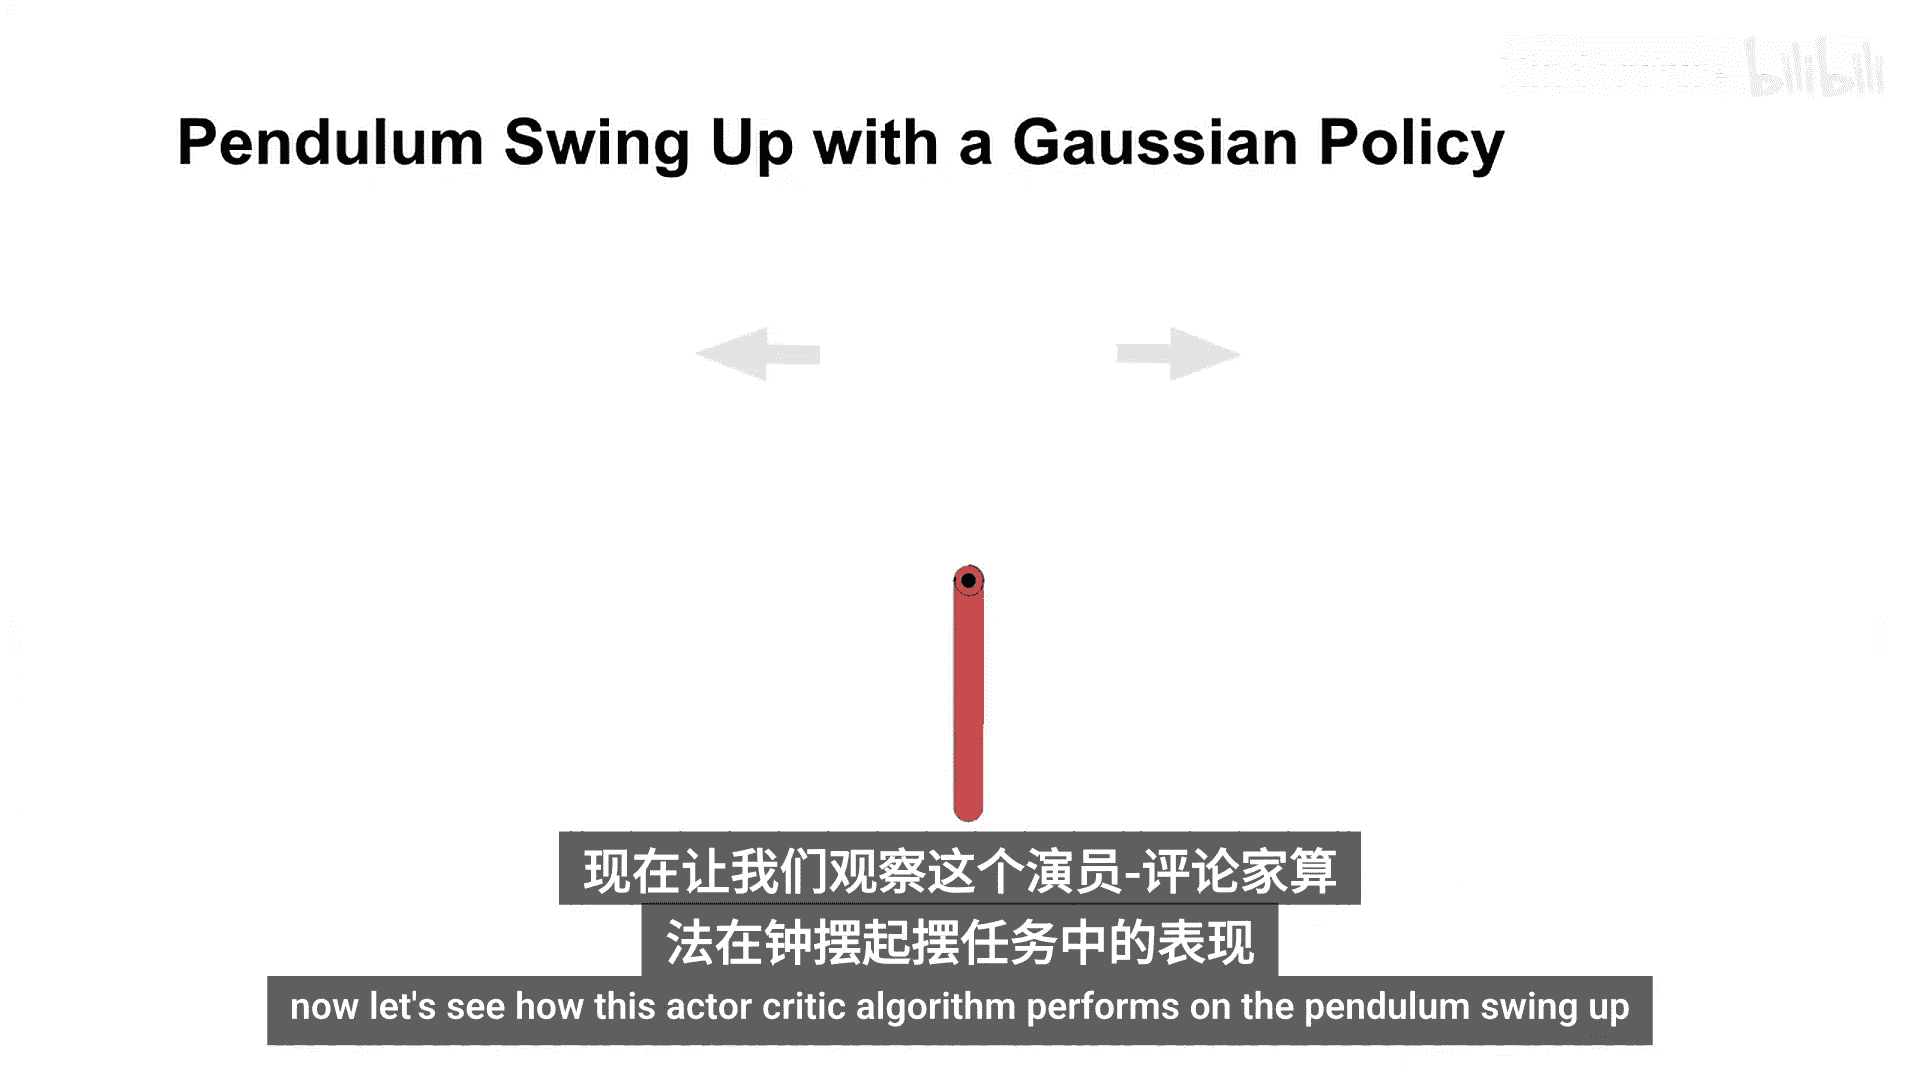 bilibili
Pendulum Swing Up with a Gaussian Policy
现在让我们观察这个演员-评论家算
法在钟摆起摆任务中的表现
now let's see how this actor critic algorithm performs on the pendulum swing up